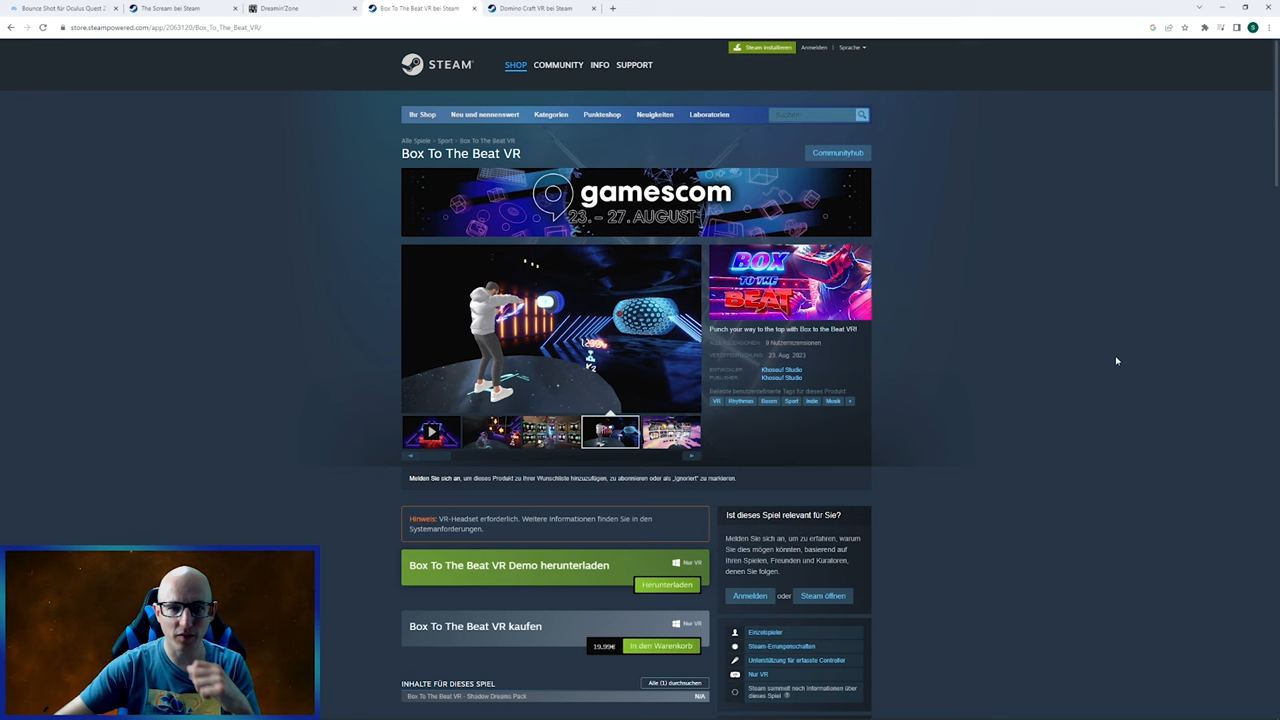 Bounce Shot für Oculus Quest 2
The Scream bei Steam
Dreamin'Zone
Box To The Beat VR bei Steam
Domino Craft VR bei Steam
store.steampowered.com/app/2063120/Box_To_The_Beat_VR/
Steam installieren
Anmelden | Sprache
STEAM
SHOP COMMUNITY INFO SUPPORT
Ihr Shop Neu und nennenswert Kategorien Punkteshop Neuigkeiten Laboratorien
Suchen
Alle Spiele > Sport > Box To The Beat VR
Box To The Beat VR
Communityhub
gamescom
23. – 27. AUGUST
BOX
TO THE
BEAT
Punch your way to the top with Box to the Beat VR!
ALLE REZENSIONEN: 9 Nutzerrezensionen
VERÖFFENTLICHUNG: 23. Aug. 2023
ENTWICKLER: Khosouf Studio
PUBLISHER: Khosouf Studio
Beliebte benutzerdefinierte Tags für dieses Produkt
VR Rhythmus Boxen Sport Indie Musik +
Melden Sie sich an, um dieses Produkt zu Ihrer Wunschliste hinzuzufügen, zu abonnieren oder als „Ignoriert" zu markieren.
Hinweis: VR-Headset erforderlich. Weitere Informationen finden Sie in den
Systemanforderungen.
Box To The Beat VR Demo herunterladen
Nur VR
Herunterladen
Box To The Beat VR kaufen
Nur VR
19,99€ In den Warenkorb
INHALTE FÜR DIESES SPIEL
Alle (1) durchsuchen
Box To The Beat VR - Shadow Dreams Pack
N/A
Ist dieses Spiel relevant für Sie?
Melden Sie sich an, um zu erfahren, warum
Sie dies mögen könnten, basierend auf
Ihren Spielen, Freunden und Kuratoren,
denen Sie folgen.
Anmelden oder Steam öffnen
Einzelspieler
Steam-Errungenschaften
Unterstützung für erfasste Controller
Nur VR
Steam sammelt noch Informationen über
dieses Spiel